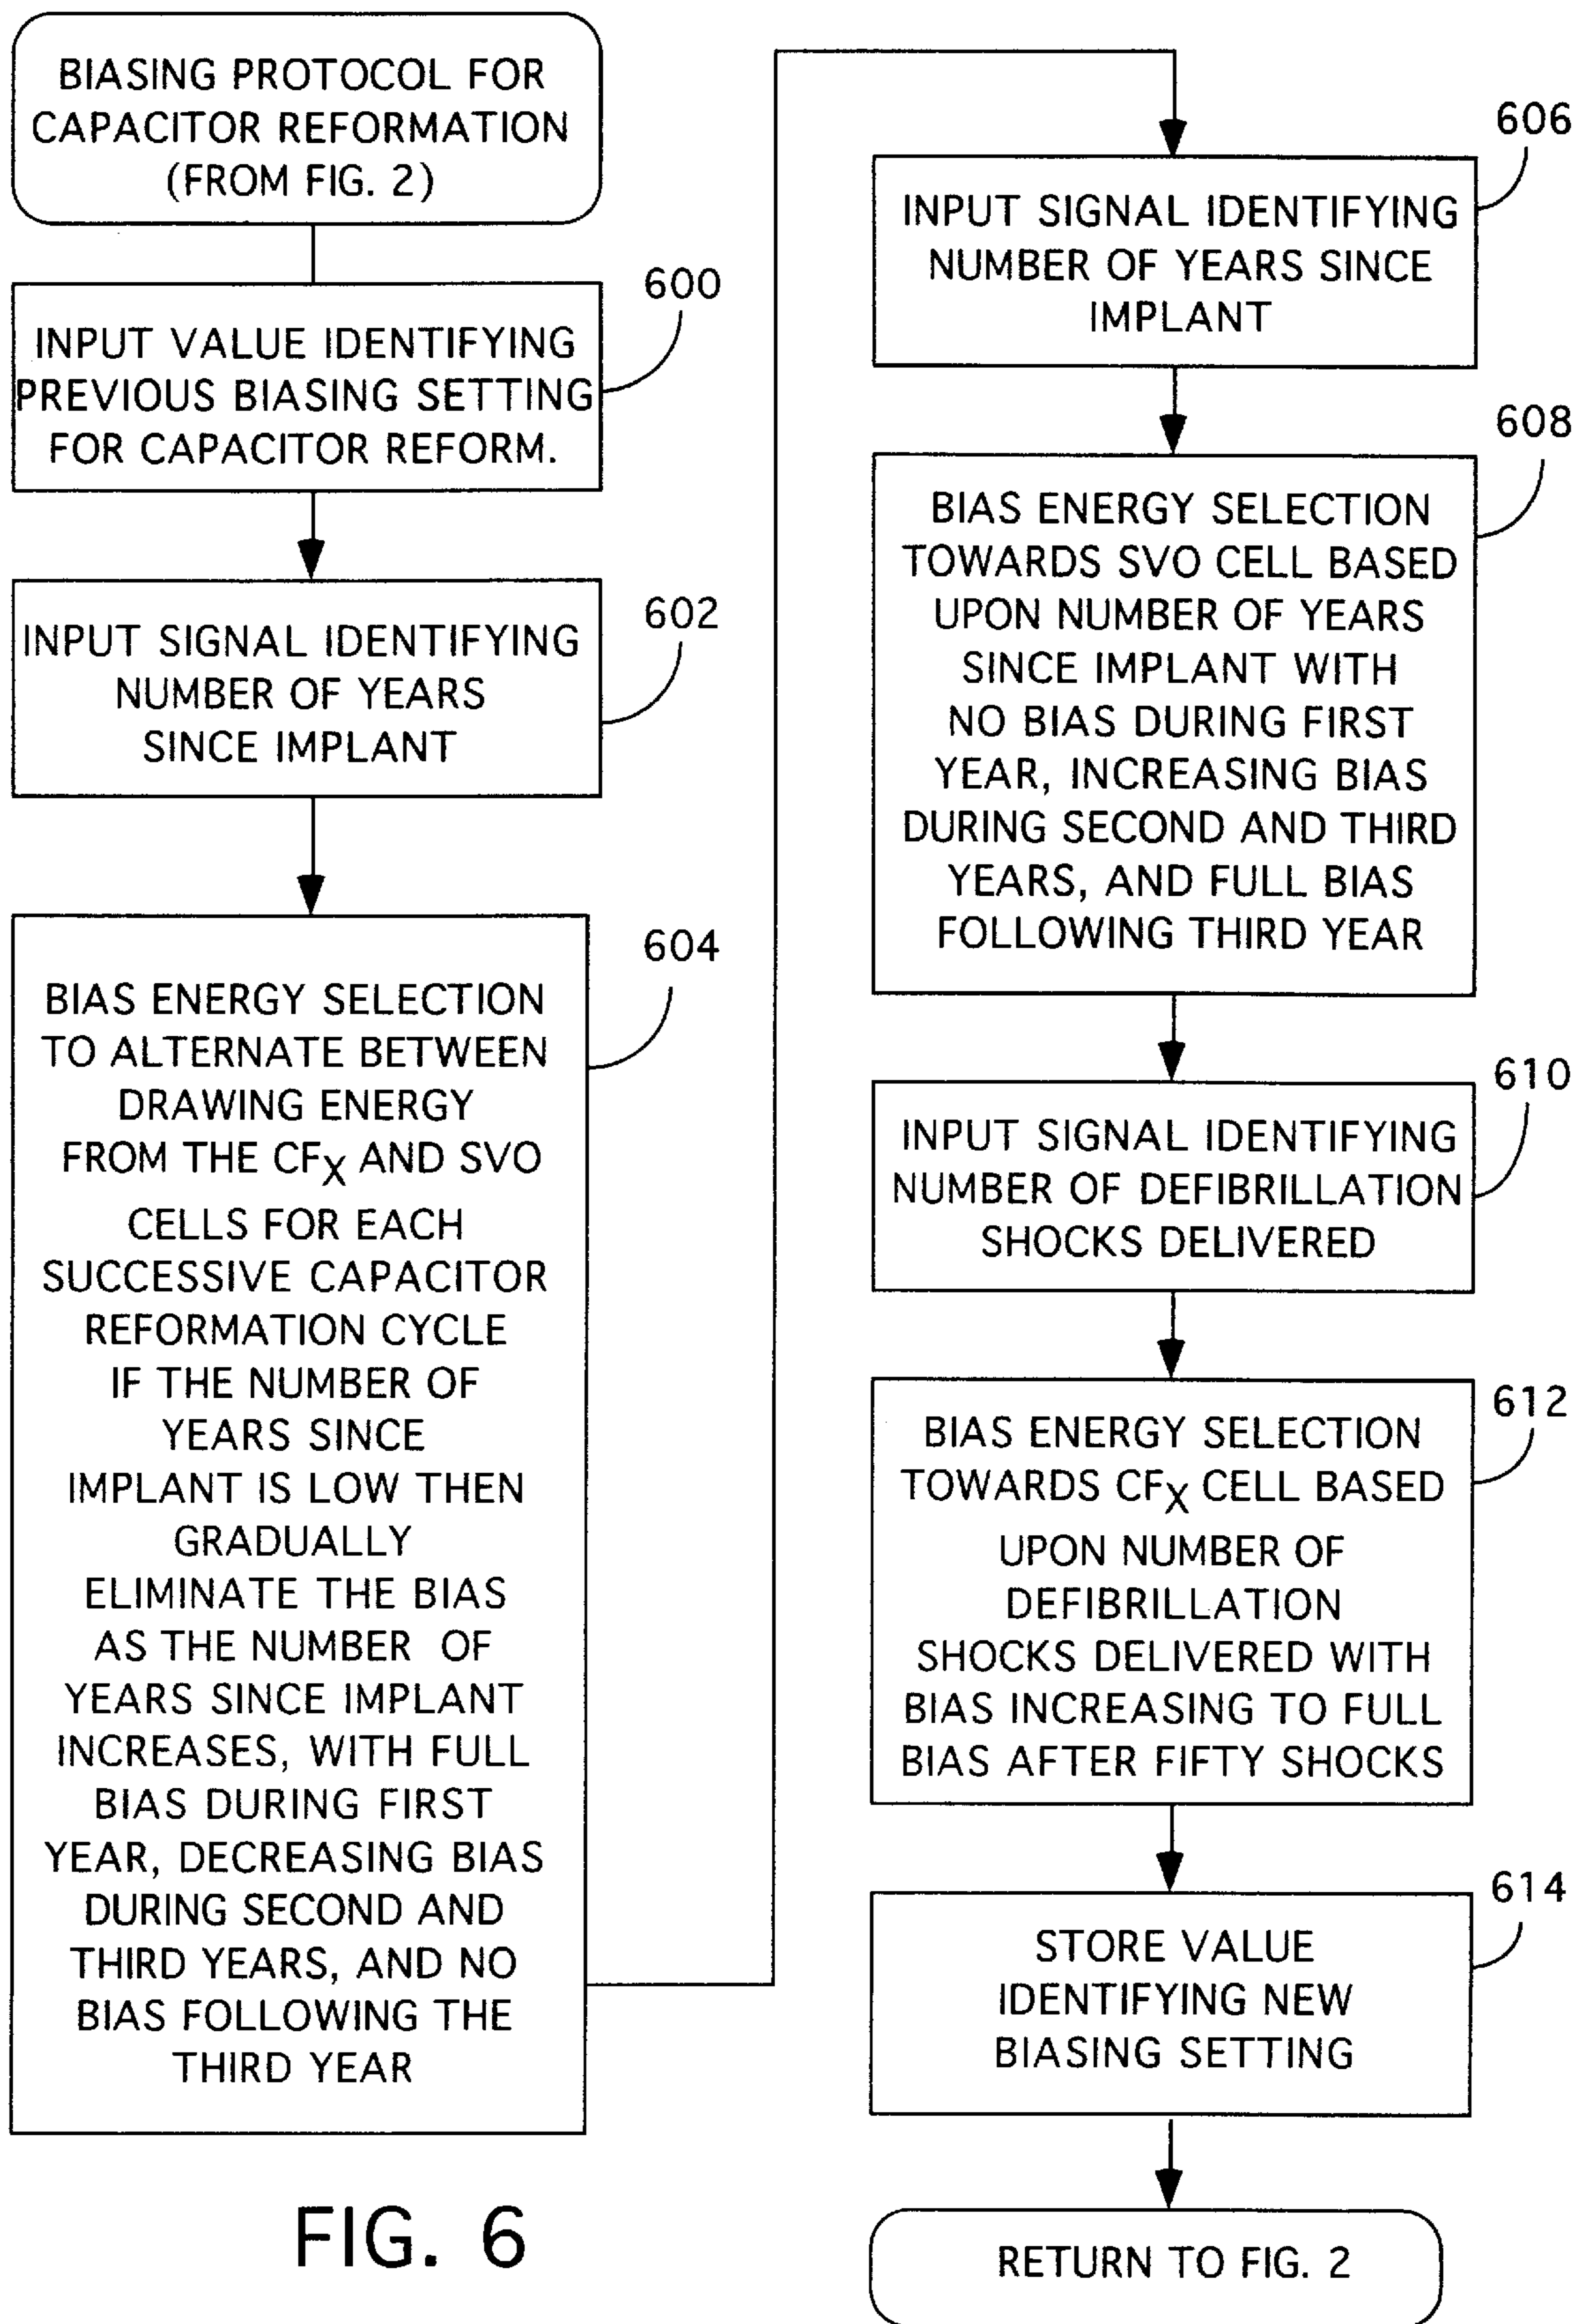 BIASING PROTOCOL FOR
CAPACITOR REFORMATION
(FROM FIG. 2)
600
INPUT VALUE IDENTIFYING
PREVIOUS BIASING SETTING
FOR CAPACITOR REFORM.
602
INPUT SIGNAL IDENTIFYING
NUMBER OF YEARS
SINCE IMPLANT
604
BIAS ENERGY SELECTION
TO ALTERNATE BETWEEN
DRAWING ENERGY
FROM THE CFX AND SVO
CELLS FOR EACH
SUCCESSIVE CAPACITOR
REFORMATION CYCLE
IF THE NUMBER OF
YEARS SINCE
IMPLANT IS LOW THEN
GRADUALLY
ELIMINATE THE BIAS
AS THE NUMBER OF
YEARS SINCE IMPLANT
INCREASES, WITH FULL
BIAS DURING FIRST
YEAR, DECREASING BIAS
DURING SECOND AND
THIRD YEARS, AND NO
BIAS FOLLOWING THE
THIRD YEAR
606
INPUT SIGNAL IDENTIFYING
NUMBER OF YEARS SINCE
IMPLANT
608
BIAS ENERGY SELECTION
TOWARDS SVO CELL BASED
UPON NUMBER OF YEARS
SINCE IMPLANT WITH
NO BIAS DURING FIRST
YEAR, INCREASING BIAS
DURING SECOND AND THIRD
YEARS, AND FULL BIAS
FOLLOWING THIRD YEAR
610
INPUT SIGNAL IDENTIFYING
NUMBER OF DEFIBRILLATION
SHOCKS DELIVERED
612
BIAS ENERGY SELECTION
TOWARDS CFX CELL BASED
UPON NUMBER OF
DEFIBRILLATION
SHOCKS DELIVERED WITH
BIAS INCREASING TO FULL
BIAS AFTER FIFTY SHOCKS
614
STORE VALUE
IDENTIFYING NEW
BIASING SETTING
RETURN TO FIG. 2
FIG. 6